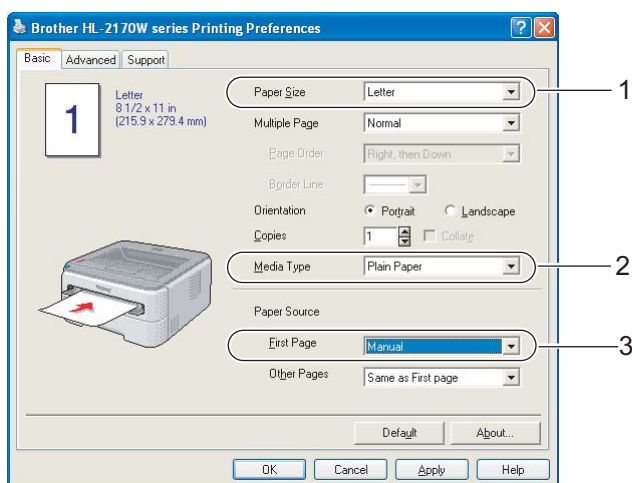 Brother HL-2170W series Printing Preferences
Basic Advanced Support
1
Letter
8 1/2 x 11 in
(215.9 x 279.4 mm)
Paper Size Letter 1
Multiple Page Normal
Page Order Right, then Down
Border Line
Orientation Portrait Landscape
Copies 1 Collate
Media Type Plain Paper 2
Paper Source
First Page Manual 3
Other Pages Same as First page
Default About...
OK Cancel Apply Help